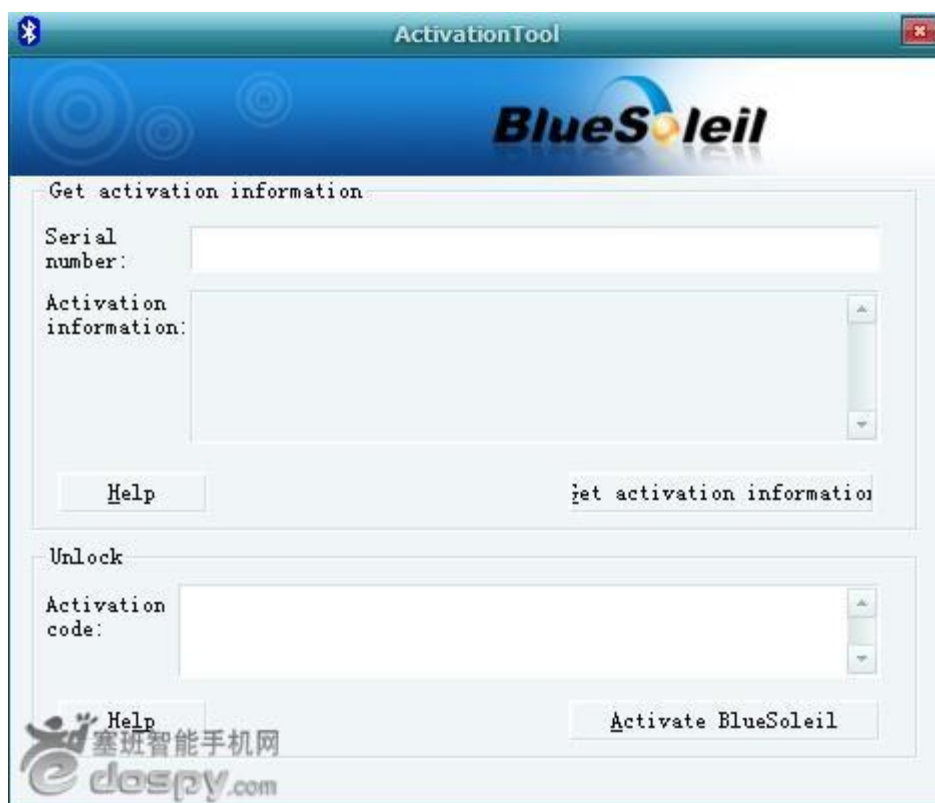 ActivationTool
BlueSoleil
Get activation information
Serial
number:
Activation
information:
Help
Get activation information
Unlock
Activation
code:
Help
Activate BlueSoleil
塞班智能手机网
dospy.com